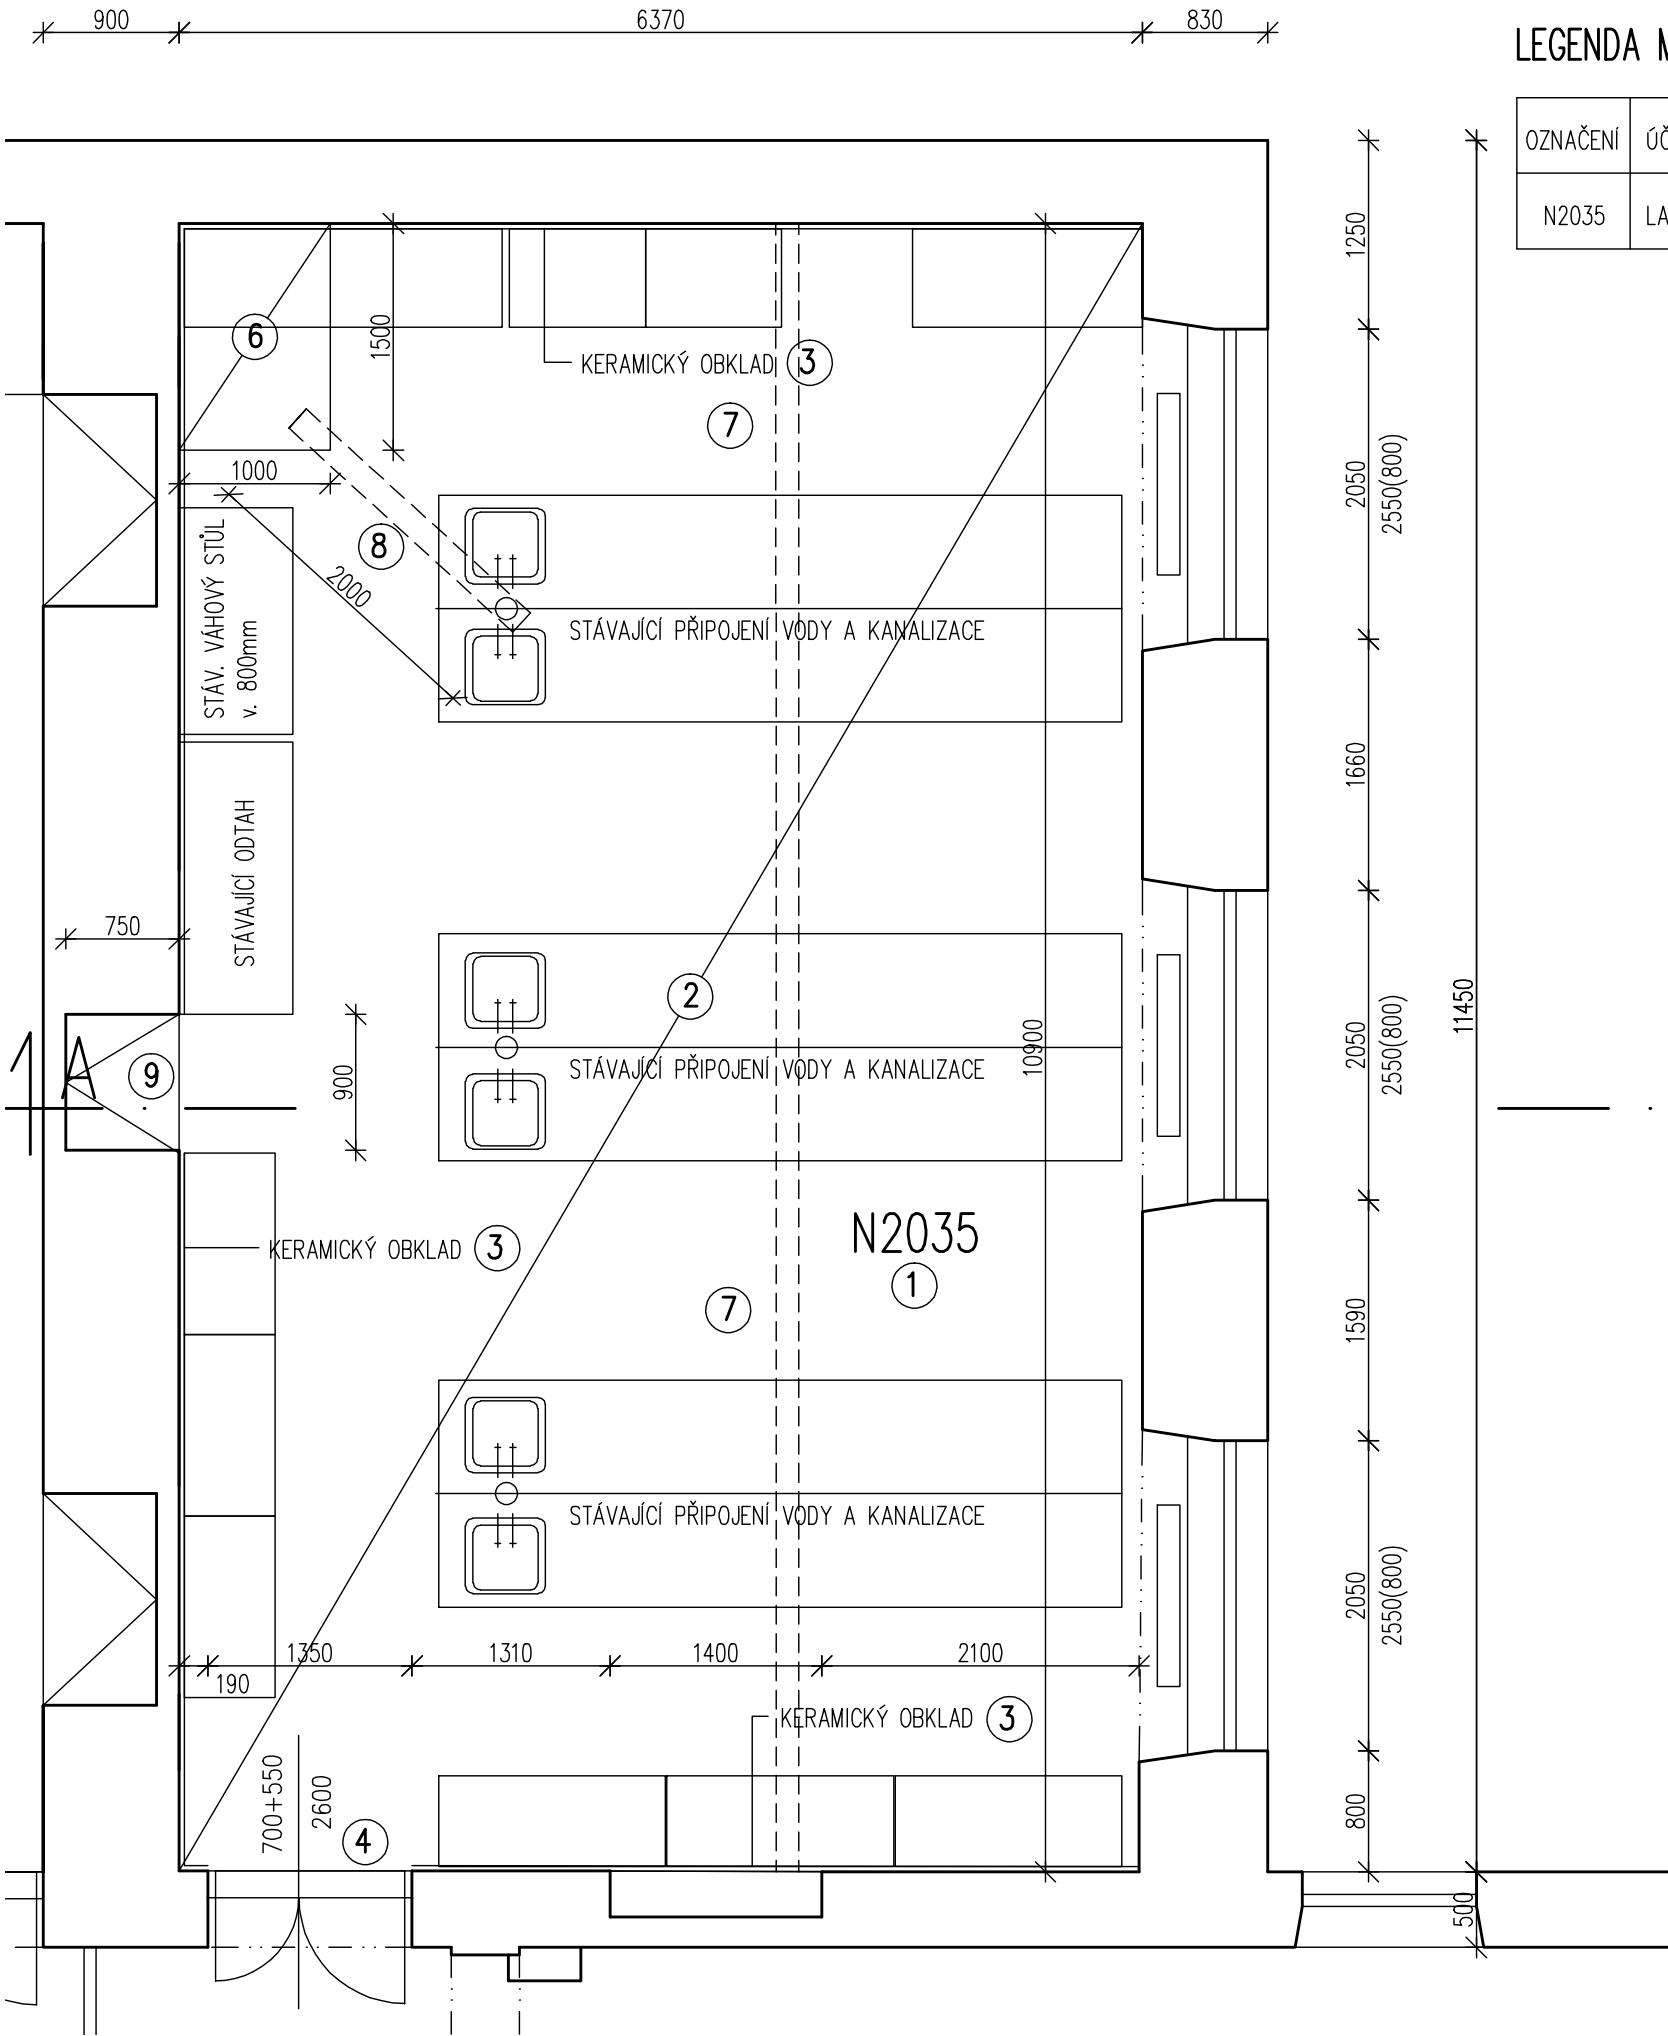 900
6370
830
LEGENDA
OZNAČENÍ
N2035
1250
6
1500
KERAMICKÝ OBKLAD 3
7
1000
2050
2550(800)
8
2000
STÁV. VÁHOVÝ STŮL
v. 800mm
STÁVAJÍCÍ PŘIPOJENÍ VODY A KANALIZACE
1660
STÁVAJÍCÍ ODTAH
750
2
11450
10900
2050
2550(800)
1A
9
900
STÁVAJÍCÍ PŘIPOJENÍ VODY A KANALIZACE
N2035
1
KERAMICKÝ OBKLAD 3
7
1590
STÁVAJÍCÍ PŘIPOJENÍ VODY A KANALIZACE
2050
2550(800)
1350
1310
1400
2100
190
KERAMICKÝ OBKLAD 3
700+550
2600
4
800
500